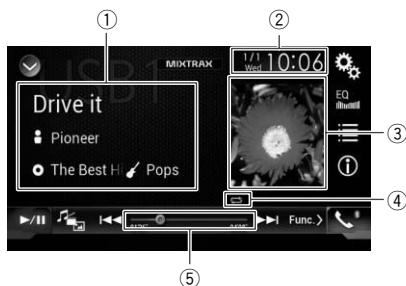 ①
②
USB1
MIXTRAX
1/1
Wed
10:06
Drive it
EQ
Pioneer
③
The Best Hi
Pops
④
Func.
⑤